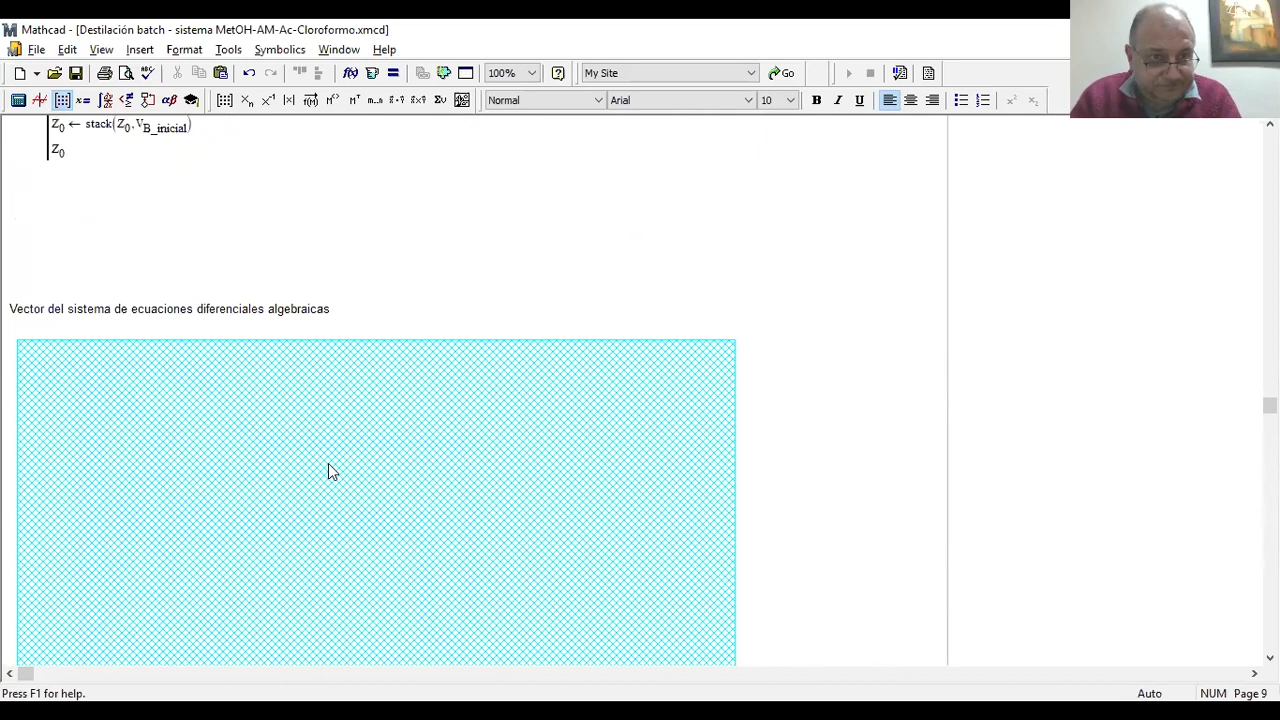 Mathcad - [Destilación batch - sistema MetOH-AM-Ac-Cloroformo.xmcd]
File Edit View Insert Format Tools Symbolics Window Help
100% My Site Go
Normal Arial 10 B I U
Z0 ← stack(Z0, VB_inicial)
Z0
Vector del sistema de ecuaciones diferenciales algebraicas
Press F1 for help. Auto NUM Page 9